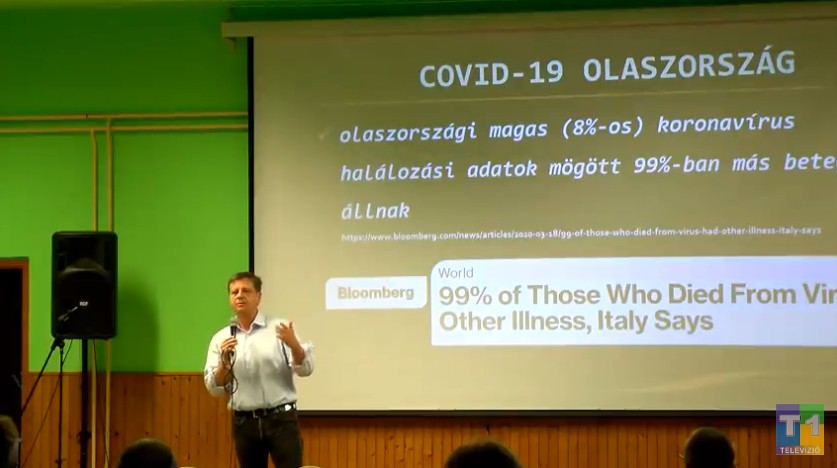 COVID-19 OLASZORSZÁG
olaszországi magas (8%-os) koronavírus
halálozási adatok mögött 99%-ban más bete
állnak
https://www.bloomberg.com/news/articles/2020-03-18/99-of-those-who-died-from-virus-had-other-illness-italy-says
World
Bloomberg
99% of Those Who Died From Vir
Other Illness, Italy Says
T1
TELEVÍZIÓ